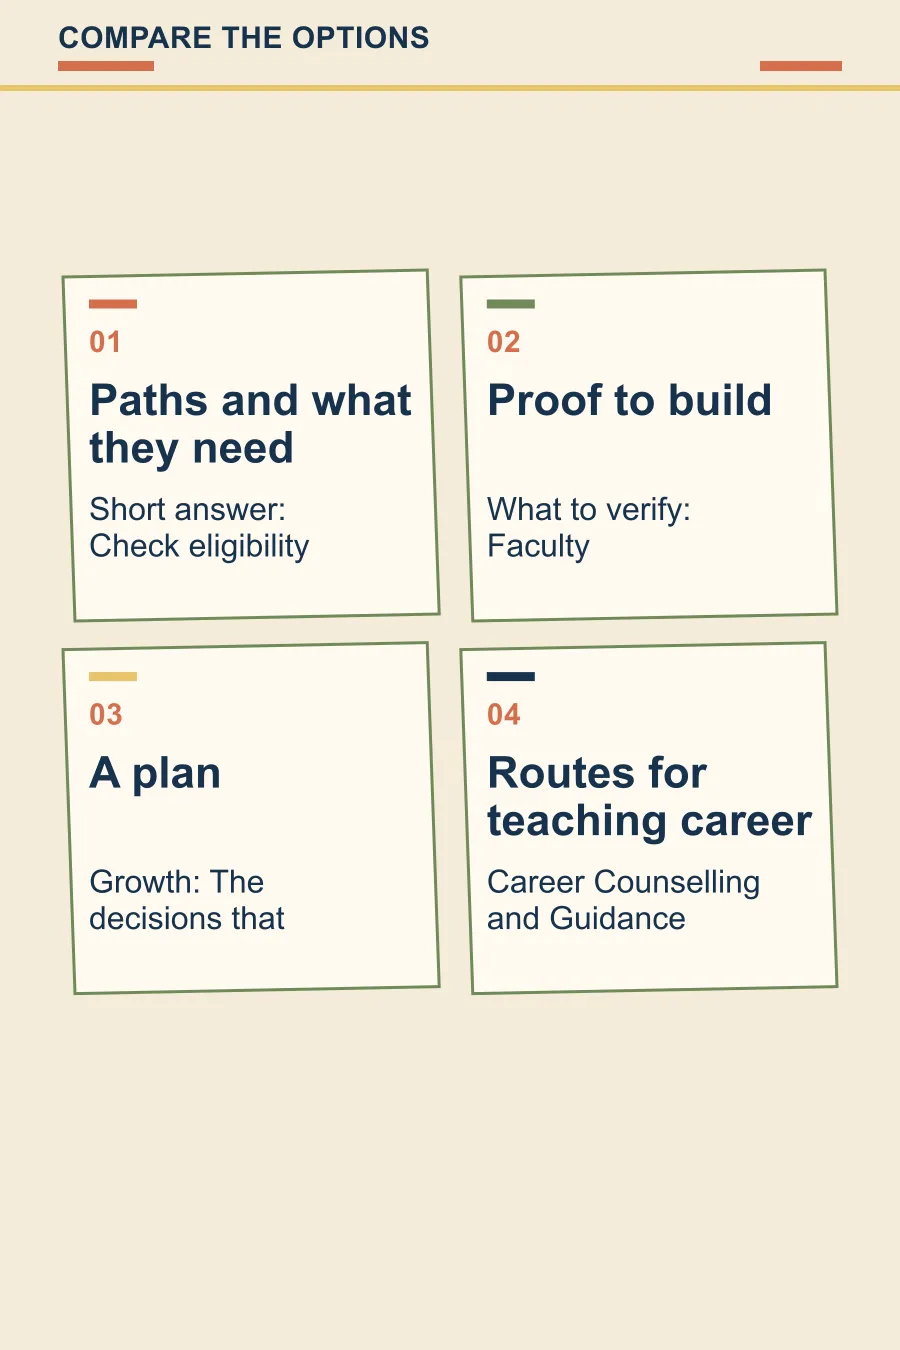 COMPARE THE OPTIONS
01
Paths and what
they need
Short answer:
Check eligibility
02
Proof to build
What to verify:
Faculty
03
A plan
Growth: The
decisions that
04
Routes for
teaching career
Career Counselling
and Guidance